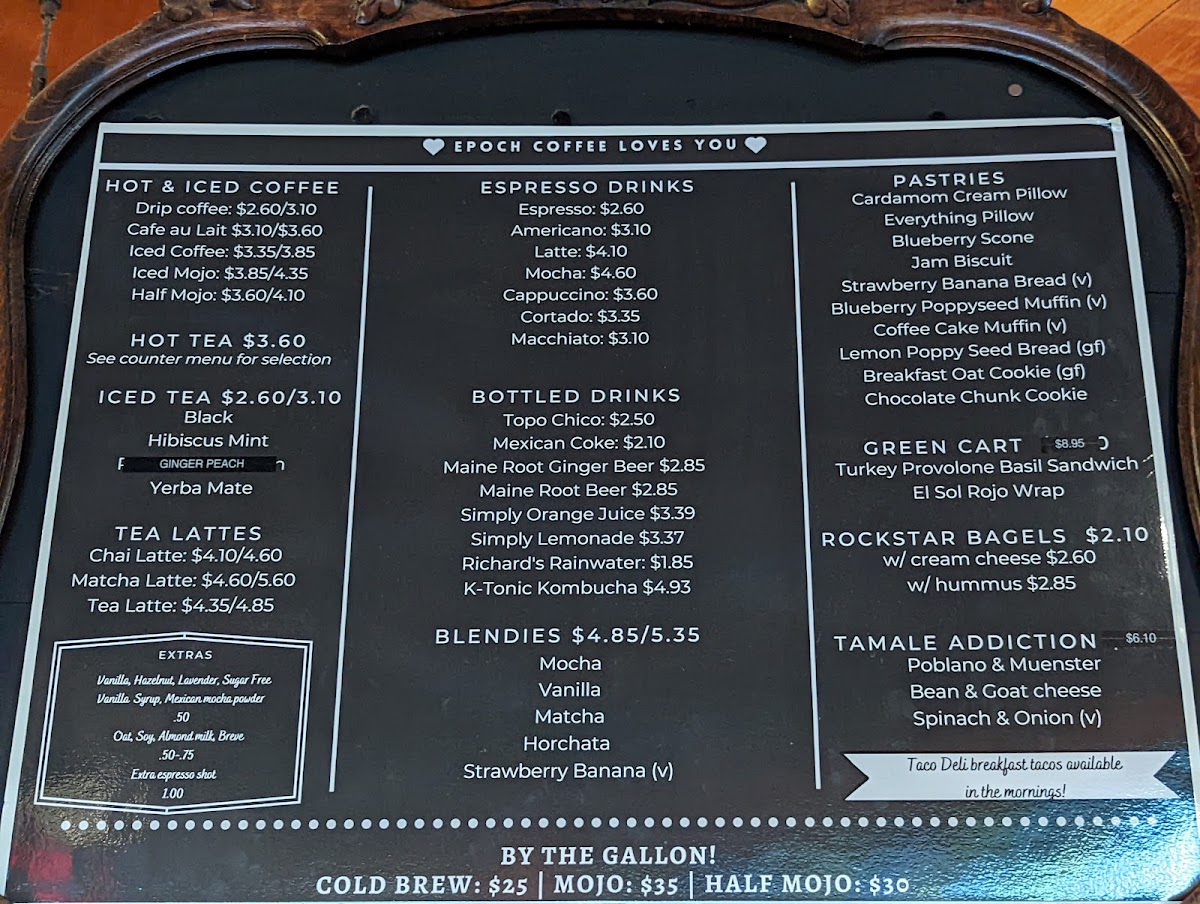 EPOCH COFFEE LOVES YOU
HOT & ICED COFFEE
Drip coffee: $2.60/3.10
Cafe au Lait $3.10/$3.60
Iced Coffee: $3.35/3.85
Iced Mojo: $3.85/4.35
Half Mojo: $3.60/4.10
HOT TEA $3.60
See counter menu for selection
ICED TEA $2.60/3.10
Black
Hibiscus Mint
GINGER PEACH
Yerba Mate
TEA LATTES
Chai Latte: $4.10/4.60
Matcha Latte: $4.60/5.60
Tea Latte: $4.35/4.85
EXTRAS
Vanilla, Hazelnut, Lavender, Sugar Free
Vanilla Syrup, Mexican mocha powder
.50
Oat, Soy, Almond milk, Breve
.50-.75
Extra espresso shot
1.00
ESPRESSO DRINKS
Espresso: $2.60
Americano: $3.10
Latte: $4.10
Mocha: $4.60
Cappuccino: $3.60
Cortado: $3.35
Macchiato: $3.10
BOTTLED DRINKS
Topo Chico: $2.50
Mexican Coke: $2.10
Maine Root Ginger Beer $2.85
Maine Root Beer $2.85
Simply Orange Juice $3.39
Simply Lemonade $3.37
Richard's Rainwater: $1.85
K-Tonic Kombucha $4.93
BLENDIES $4.85/5.35
Mocha
Vanilla
Matcha
Horchata
Strawberry Banana (v)
PASTRIES
Cardamom Cream Pillow
Everything Pillow
Blueberry Scone
Jam Biscuit
Strawberry Banana Bread (v)
Blueberry Poppyseed Muffin (v)
Coffee Cake Muffin (v)
Lemon Poppy Seed Bread (gf)
Breakfast Oat Cookie (gf)
Chocolate Chunk Cookie
GREEN CART $8.95
Turkey Provolone Basil Sandwich
El Sol Rojo Wrap
ROCKSTAR BAGELS $2.10
w/ cream cheese $2.60
w/ hummus $2.85
TAMALE ADDICTION $6.10
Poblano & Muenster
Bean & Goat cheese
Spinach & Onion (v)
Taco Deli breakfast tacos available
in the mornings!
BY THE GALLON!
COLD BREW: $25 | MOJO: $35 | HALF MOJO: $30